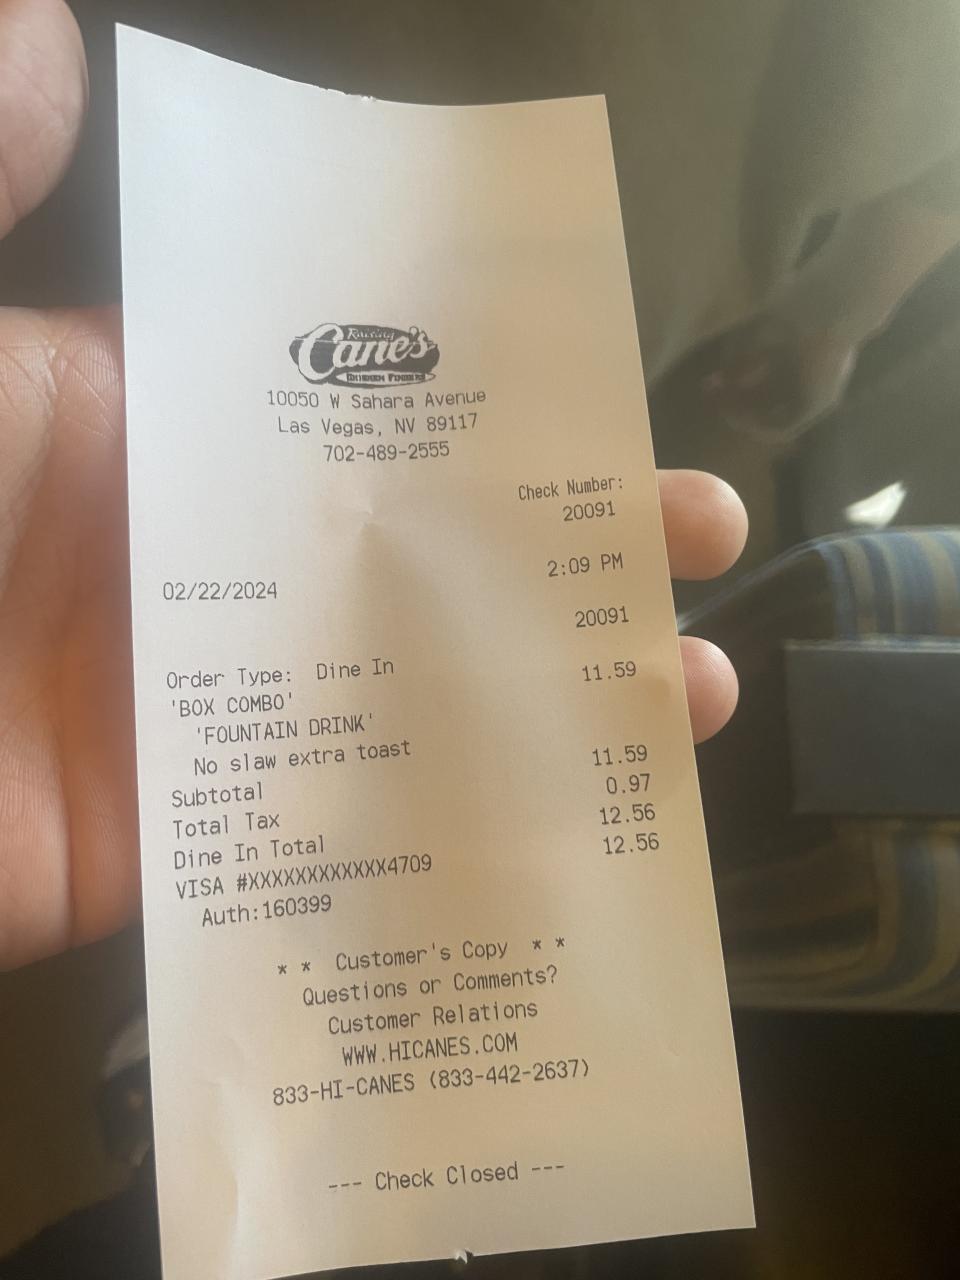 Raising
Cane's
CHICKEN FINGERS
10050 W Sahara Avenue
Las Vegas, NV 89117
702-489-2555
Check Number:
20091
02/22/2024 2:09 PM
20091
Order Type: Dine In
'BOX COMBO' 11.59
'FOUNTAIN DRINK'
No slaw extra toast
Subtotal 11.59
Total Tax 0.97
Dine In Total 12.56
VISA #XXXXXXXXXXXX4709 12.56
Auth:160399
* * Customer's Copy * *
Questions or Comments?
Customer Relations
WWW.HICANES.COM
833-HI-CANES (833-442-2637)
--- Check Closed ---